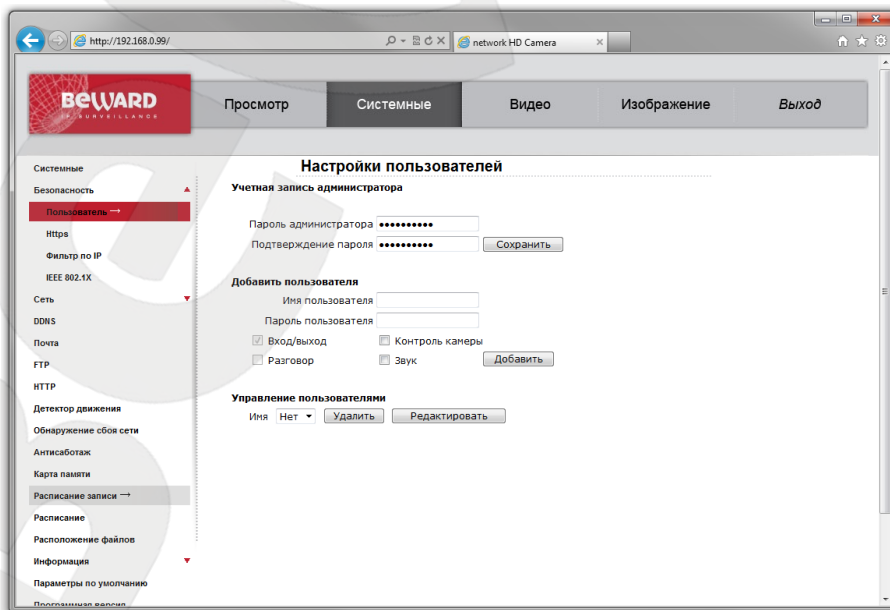 http://192.168.0.99/
network HD Camera
BEWARD
IP SURVEILLANCE
Просмотр
Системные
Видео
Изображение
Выход
Системные
Безопасность
Пользователь →
Https
Фильтр по IP
IEEE 802.1X
Сеть
DDNS
Почта
FTP
HTTP
Детектор движения
Обнаружение сбоя сети
Антисаботаж
Карта памяти
Расписание записи →
Расписание
Расположение файлов
Информация
Параметры по умолчанию
Программная версия
Настройки пользователей
Учетная запись администратора
Пароль администратора ••••••••••
Подтверждение пароля •••••••••• Сохранить
Добавить пользователя
Имя пользователя
Пароль пользователя
Вход/выход Контроль камеры
Разговор Звук Добавить
Управление пользователями
Имя Нет Удалить Редактировать